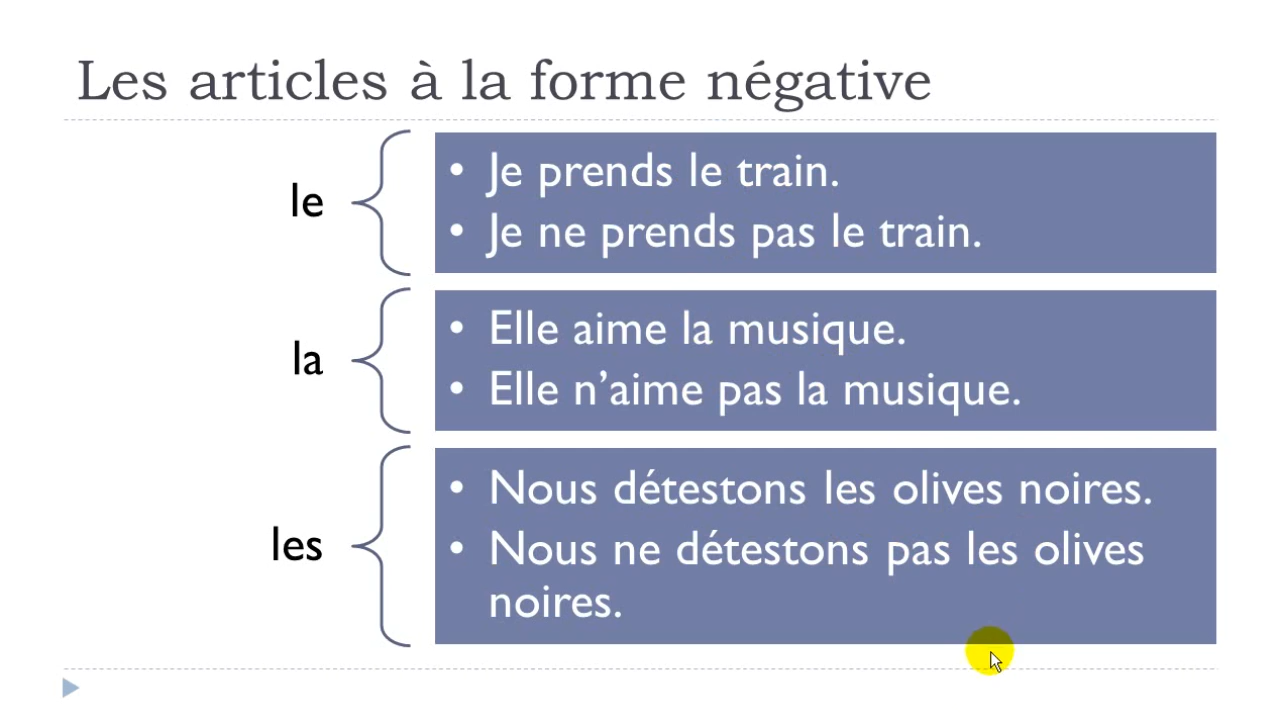 Les articles à la forme négative
le
• Je prends le train.
• Je ne prends pas le train.
la
• Elle aime la musique.
• Elle n’aime pas la musique.
les
• Nous détestons les olives noires.
• Nous ne détestons pas les olives
noires.